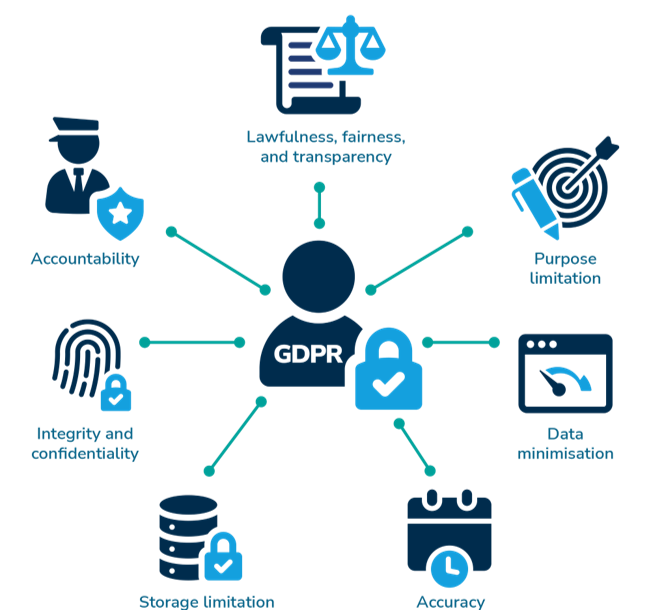 Lawfulness, fairness,
and transparency
Accountability
Purpose
limitation
GDPR
Integrity and
confidentiality
Data
minimisation
Storage limitation
Accuracy